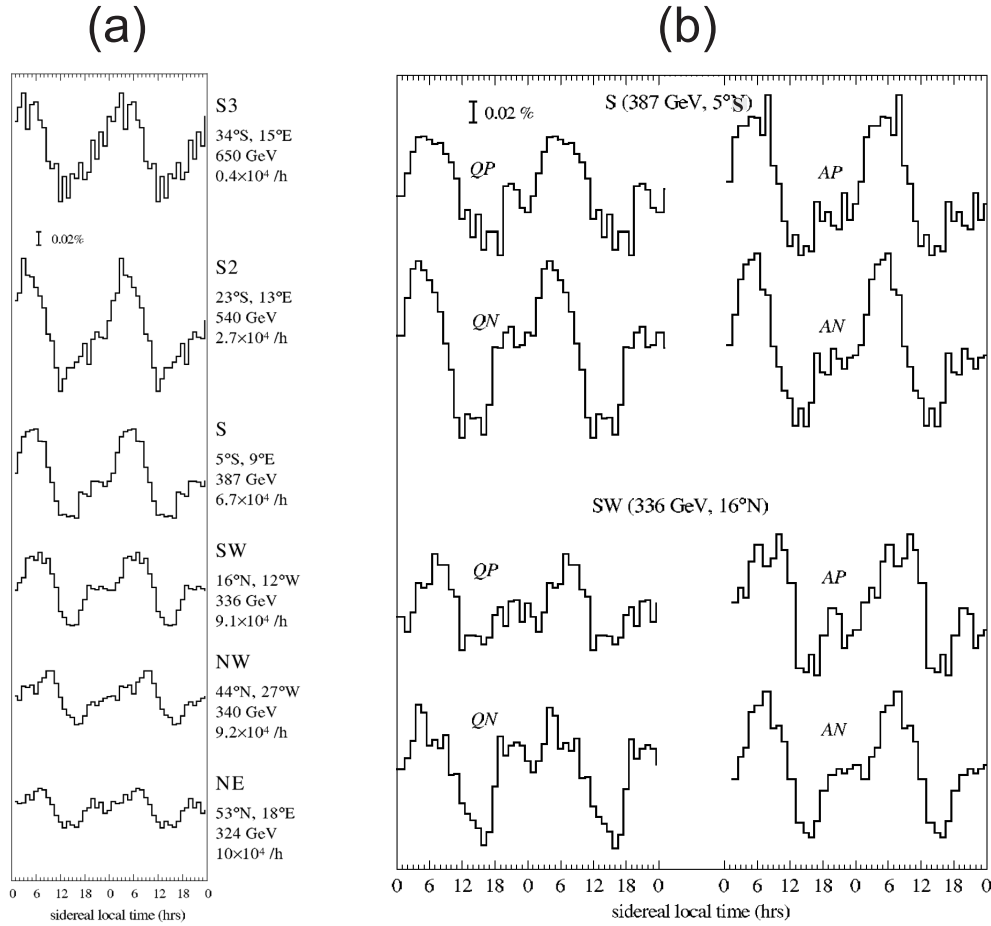 (a)
S3
34°S, 15°E
650 GeV
0.4×10⁴ /h
0.02%
S2
23°S, 13°E
540 GeV
2.7×10⁴ /h
S
5°S, 9°E
387 GeV
6.7×10⁴ /h
SW
16°N, 12°W
336 GeV
9.1×10⁴ /h
NW
44°N, 27°W
340 GeV
9.2×10⁴ /h
NE
53°N, 18°E
324 GeV
10×10⁴ /h
0 6 12 18 0 6 12 18 0
sidereal local time (hrs)
(b)
0.02 %
S (387 GeV, 5°S)
QP
AP
QN
AN
SW (336 GeV, 16°N)
QP
AP
QN
AN
0 6 12 18 0 6 12 18 0
0 6 12 18 0 6 12 18 0
sidereal local time (hrs)